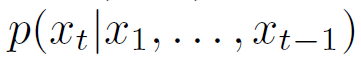 p(x_t|x_1, . . . , x_{t−1})